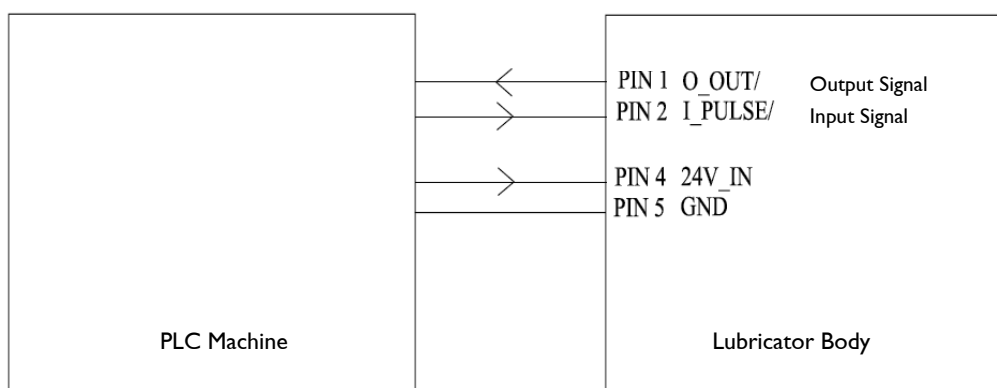 PIN 1 O_OUT/ Output Signal
PIN 2 I_PULSE/ Input Signal
PIN 4 24V_IN
PIN 5 GND
PLC Machine Lubricator Body